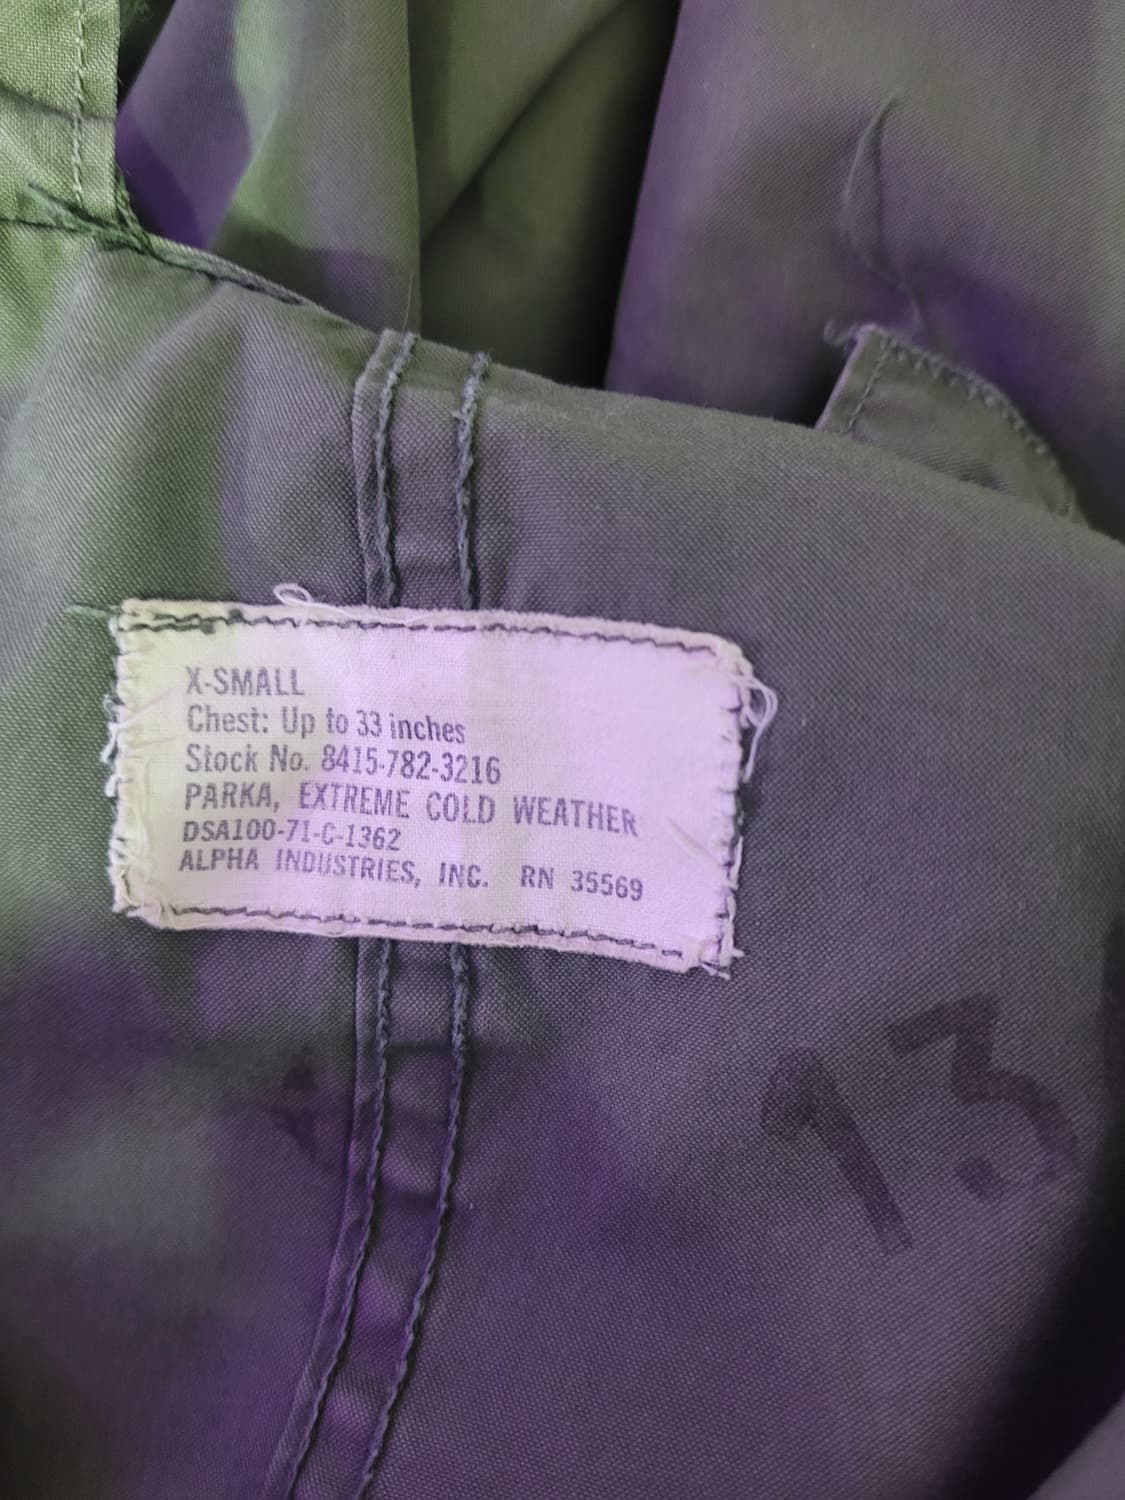 X-SMALL
Chest: Up to 33 inches
Stock No. 8415-782-3216
PARKA, EXTREME COLD WEATHER
DSA100-71-C-1362
ALPHA INDUSTRIES, INC. RN 35569
13